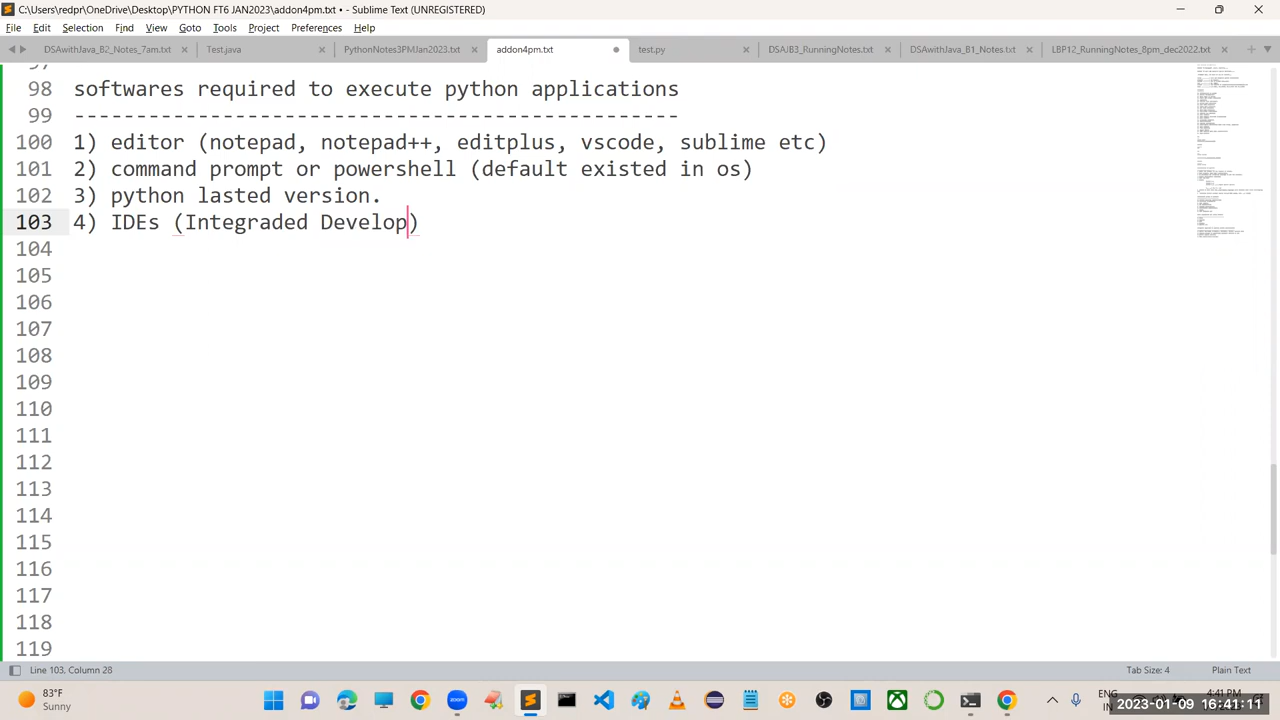 C:\Users\redpr\OneDrive\Desktop\PYTHON FT6 JAN2023\addon4pm.txt • - Sublime Text (UNREGISTERED)
File Edit Selection Find View Goto Tools Project Preferences Help
DSAwithJava_B2_Notes_7am.txt Test.java PythonNotes3PMJan2023.txt addon4pm.txt test.py DSAJB3_RunningNotes.txt DSAwithJava_B1_Notes.txt LBP12_RunningNotes_8pm_dec2022.txt
97
98 softwares required to execute python applications
99 -------------------------------------------------
100 1) editor (notepad, notepad++, editplus, vscode, sublime etc)
101 2) command prompt or powershell (default existed in os)
102 3) python lasted version
103 4) IDEs (Integraded Develop)
104
105
106
107
108
109
110
111
112
113
114
115
116
117
118
119
Line 103, Column 28 Tab Size: 4 Plain Text
83°F
Sunny
zoom
ENG
IN
4:41 PM
2023-01-09 16:41:11